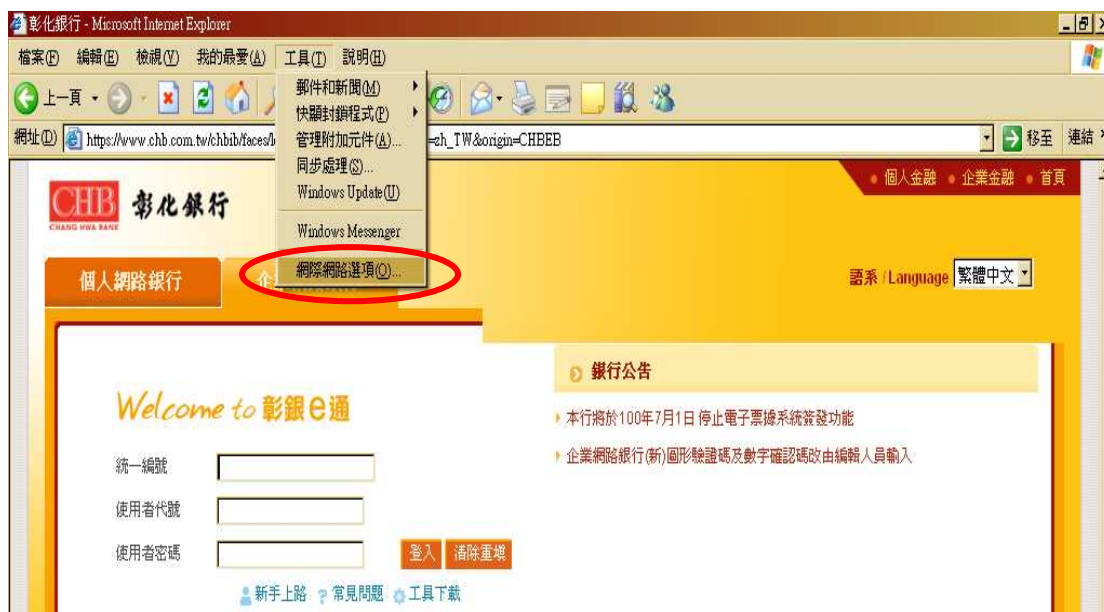 彰化銀行 - Microsoft Internet Explorer
檔案(F) 編輯(E) 檢視(V) 我的最愛(A) 工具(T) 說明(H)
上一頁
郵件和新聞(M)
快顯封鎖程式(P)
管理附加元件(A)...
同步處理(S)...
Windows Update(U)
Windows Messenger
網際網路選項(O)...
網址(D) https://www.chb.com.tw/chbib/faces/l =zh_TW&origin=CHBEB 移至 連結
個人金融 企業金融 首頁
CHB 彰化銀行
CHANG HWA BANK
個人網路銀行 企
語系 / Language 繁體中文
銀行公告
本行將於100年7月1日 停止電子票據系統簽發功能
企業網路銀行(新)圖形驗證碼及數字確認碼改由編輯人員輸入
Welcome to 彰銀e通
統一編號
使用者代號
使用者密碼 登入 清除重填
新手上路 ? 常見問題 工具下載